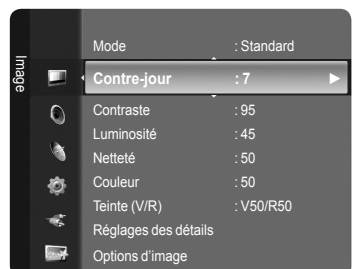 Image
Mode : Standard
Contre-jour : 7
Contraste : 95
Luminosité : 45
Netteté : 50
Couleur : 50
Teinte (V/R) : V50/R50
Réglages des détails
Options d'image